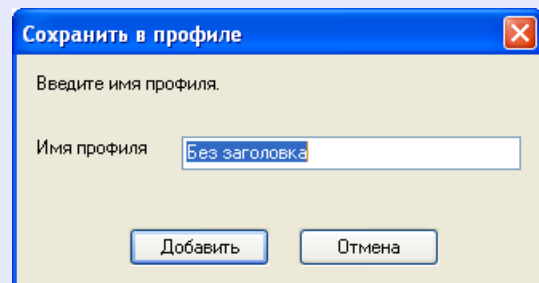 Сохранить в профиле
Введите имя профиля.
Имя профиля Без заголовка
Добавить Отмена